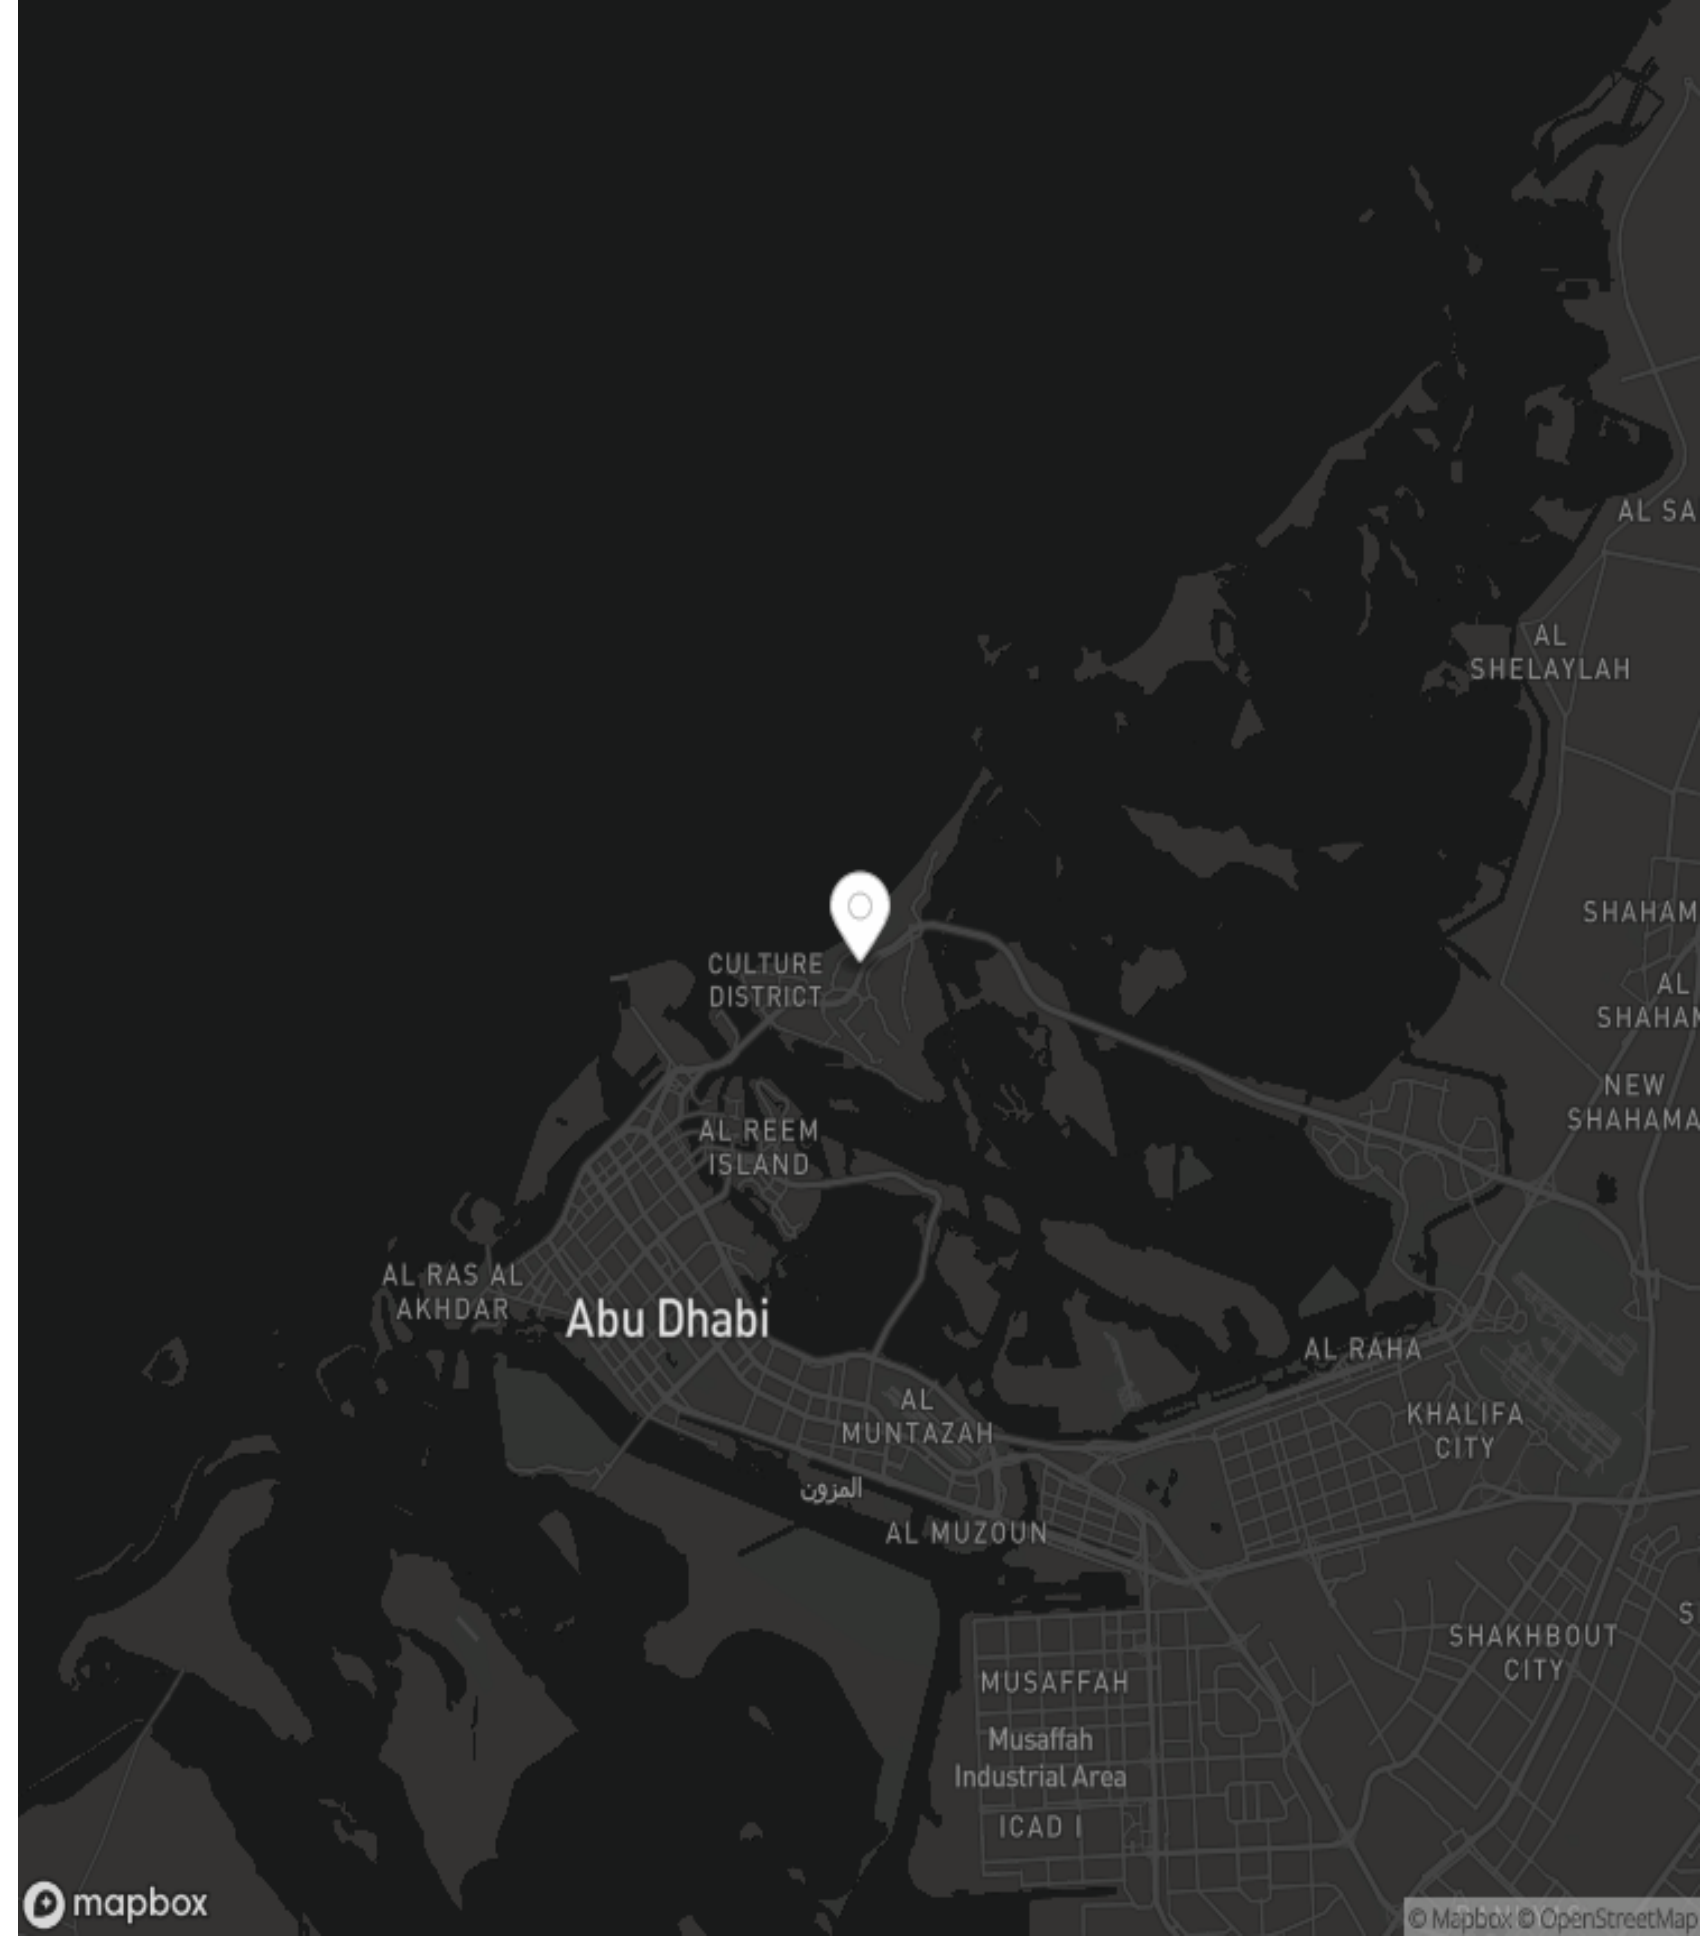 AL SA
AL
SHELAYLAH
SHAHAM
CULTURE
DISTRICT
AL
SHAHAM
NEW
SHAHAMA
AL REEM
ISLAND
AL RAS AL
AKHDAR
Abu Dhabi
AL RAHA
AL
MUNTAZAH
KHALIFA
CITY
المزون
AL MUZOUN
S
SHAKHBOUT
CITY
MUSAFFAH
Musaffah
Industrial Area
ICAD I
mapbox
© Mapbox © OpenStreetMap